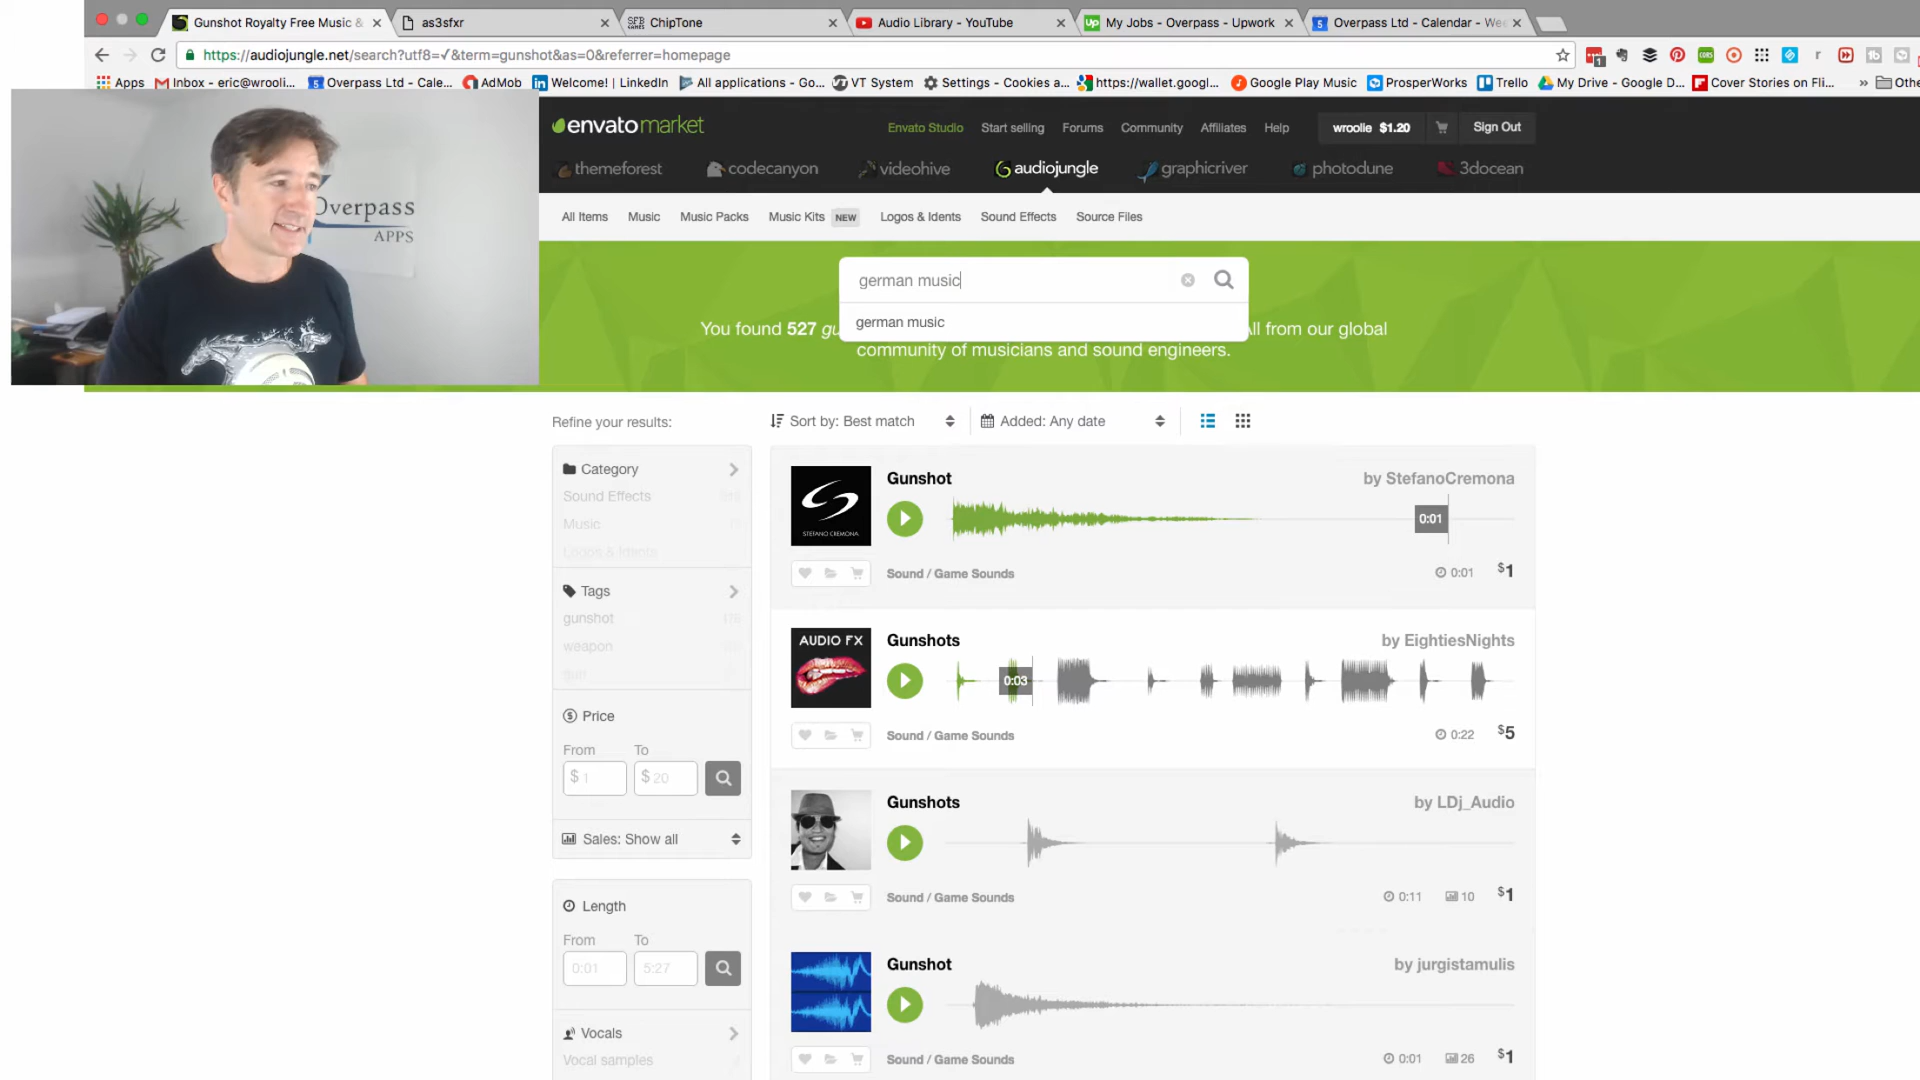 Gunshot Royalty Free Music &
as3sfxr
ChipTone
Audio Library - YouTube
My Jobs - Overpass - Upwork
Overpass Ltd - Calendar - Wee
https://audiojungle.net/search?utf8=✓&term=gunshot&as=0&referrer=homepage
Apps
Inbox - eric@wrooli...
Overpass Ltd - Cale...
AdMob
Welcome! | LinkedIn
All applications - Go...
VT System
Settings - Cookies a...
https://wallet.googl...
Google Play Music
ProsperWorks
Trello
My Drive - Google D...
Cover Stories on Fli...
»
Othe
Overpass
APPS
envatomarket
Envato Studio
Start selling
Forums
Community
Affiliates
Help
wroolie $1.20
Sign Out
themeforest
codecanyon
videohive
audiojungle
graphicriver
photodune
3docean
All Items
Music
Music Packs
Music Kits NEW
Logos & Idents
Sound Effects
Source Files
german music
german music
You found 527 gu
All from our global
community of musicians and sound engineers.
Refine your results:
Sort by: Best match
Added: Any date
Category
Sound Effects
Music
Logos & Idents
Tags
gunshot
weapon
gun
Price
From
To
$ 1
$ 20
Sales: Show all
Length
From
To
0:01
5:27
Vocals
Vocal samples
Gunshot
by StefanoCremona
STEFANO CREMONA
0:01
Sound / Game Sounds
0:01
$1
AUDIO FX
Gunshots
by EightiesNights
0:03
Sound / Game Sounds
0:22
$5
Gunshots
by LDj_Audio
Sound / Game Sounds
0:11
10
$1
Gunshot
by jurgistamulis
Sound / Game Sounds
0:01
26
$1